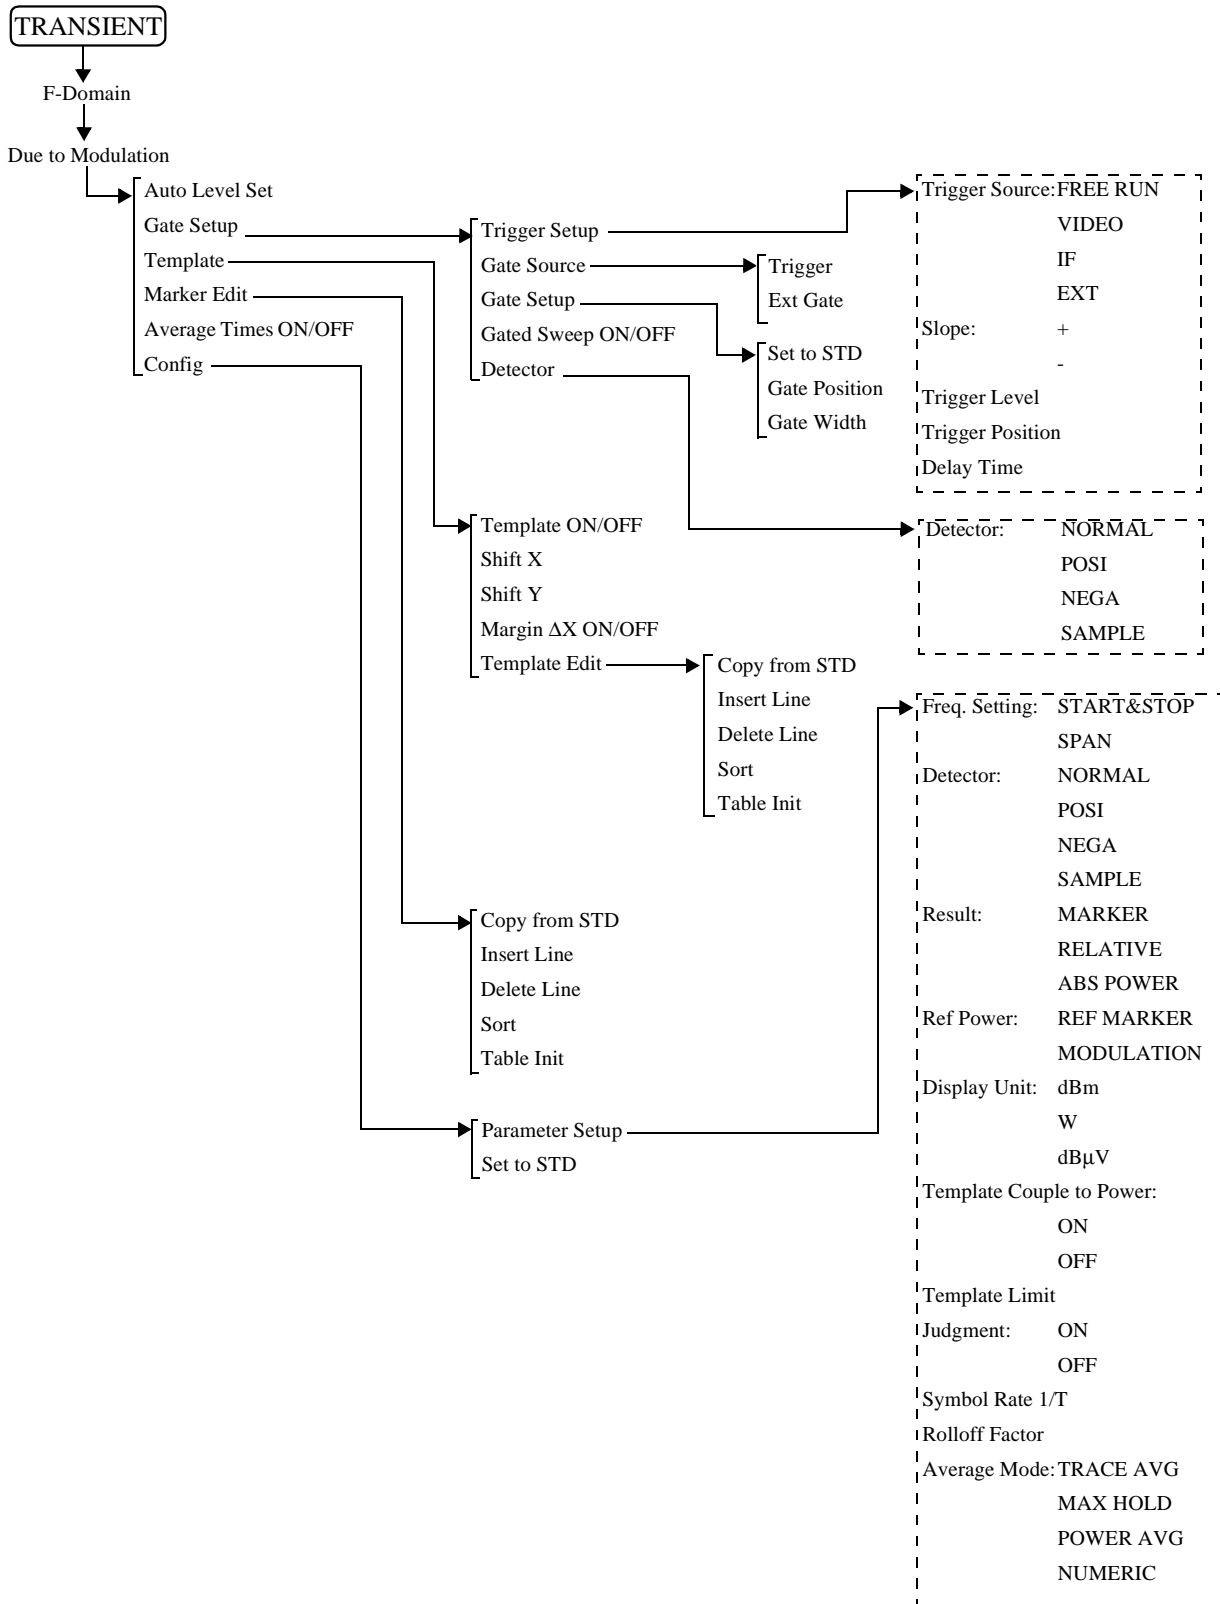 TRANSIENT
F-Domain
Due to Modulation
Auto Level Set
Gate Setup
Template
Marker Edit
Average Times ON/OFF
Config
Trigger Setup
Gate Source
Gate Setup
Gated Sweep ON/OFF
Detector
Trigger
Ext Gate
Set to STD
Gate Position
Gate Width
Trigger Source: FREE RUN
VIDEO
IF
EXT
Slope: +
-
Trigger Level
Trigger Position
Delay Time
Template ON/OFF
Shift X
Shift Y
Margin ΔX ON/OFF
Template Edit
Detector: NORMAL
POSI
NEGA
SAMPLE
Copy from STD
Insert Line
Delete Line
Sort
Table Init
Copy from STD
Insert Line
Delete Line
Sort
Table Init
Parameter Setup
Set to STD
Freq. Setting: START&STOP
SPAN
Detector: NORMAL
POSI
NEGA
SAMPLE
Result: MARKER
RELATIVE
ABS POWER
Ref Power: REF MARKER
MODULATION
Display Unit: dBm
W
dBμV
Template Couple to Power:
ON
OFF
Template Limit
Judgment: ON
OFF
Symbol Rate 1/T
Rolloff Factor
Average Mode: TRACE AVG
MAX HOLD
POWER AVG
NUMERIC